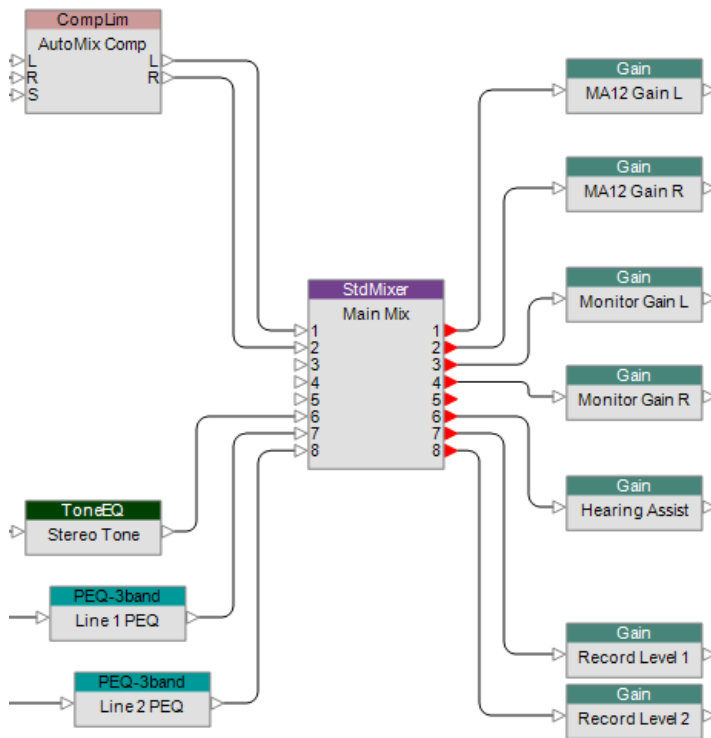 CompLim
AutoMix Comp
L L
R R
S
Gain
MA12 Gain L
Gain
MA12 Gain R
StdMixer
Main Mix
1 1
2 2
3 3
4 4
5 5
6 6
7 7
8 8
Gain
Monitor Gain L
Gain
Monitor Gain R
Gain
Hearing Assist
ToneEQ
Stereo Tone
PEQ-3band
Line 1 PEQ
PEQ-3band
Line 2 PEQ
Gain
Record Level 1
Gain
Record Level 2